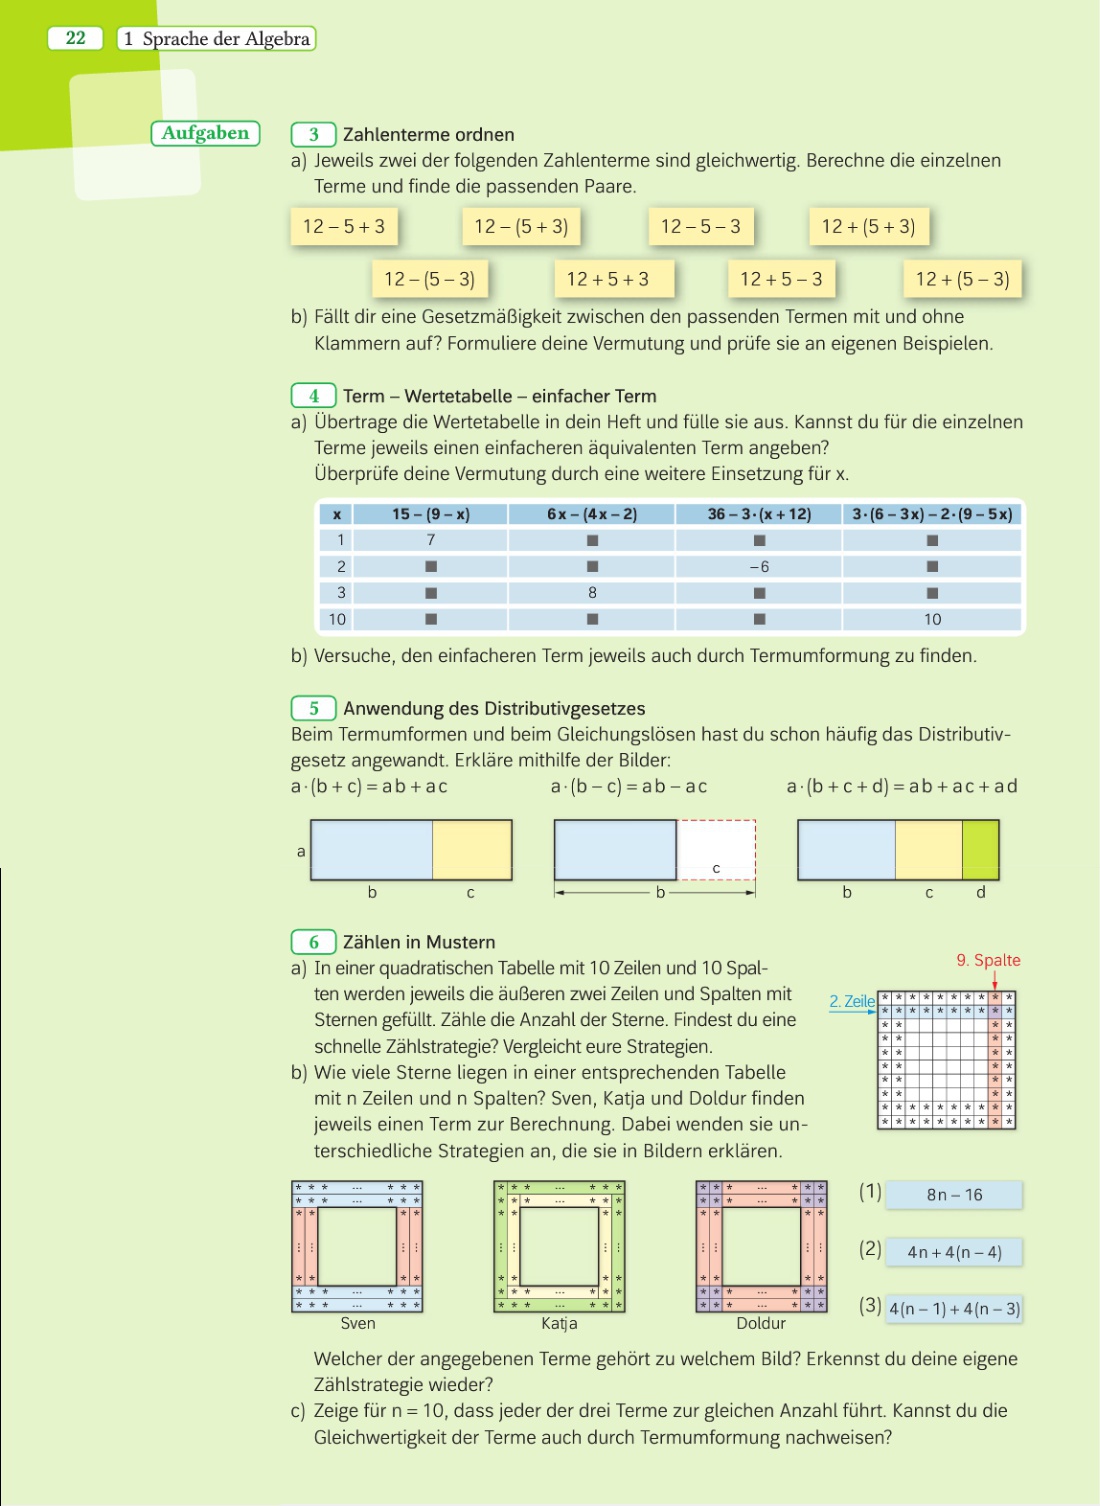 22
1 Sprache der Algebra
Aufgaben
3 Zahlenterme ordnen
a) Jeweils zwei der folgenden Zahlenterme sind gleichwertig. Berechne die einzelnen
Terme und finde die passenden Paare.
12 – 5 + 3
12 – (5 + 3)
12 – 5 – 3
12 + (5 + 3)
12 – (5 – 3)
12 + 5 + 3
12 + 5 – 3
12 + (5 – 3)
b) Fällt dir eine Gesetzmäßigkeit zwischen den passenden Termen mit und ohne
Klammern auf? Formuliere deine Vermutung und prüfe sie an eigenen Beispielen.
4 Term – Wertetabelle – einfacher Term
a) Übertrage die Wertetabelle in dein Heft und fülle sie aus. Kannst du für die einzelnen
Terme jeweils einen einfacheren äquivalenten Term angeben?
Überprüfe deine Vermutung durch eine weitere Einsetzung für x.
x 15 – (9 – x) 6x – (4x – 2) 36 – 3·(x + 12) 3·(6 – 3x) – 2·(9 – 5x)
1 7 ■ ■ ■
2 ■ ■ –6 ■
3 ■ 8 ■ ■
10 ■ ■ ■ 10
b) Versuche, den einfacheren Term jeweils auch durch Termumformung zu finden.
5 Anwendung des Distributivgesetzes
Beim Termumformen und beim Gleichungslösen hast du schon häufig das Distributiv-
gesetz angewandt. Erkläre mithilfe der Bilder:
a·(b + c) = ab + ac
a·(b – c) = ab – ac
a·(b + c + d) = ab + ac + ad
a
b
c
c
b
b
c
d
6 Zählen in Mustern
a) In einer quadratischen Tabelle mit 10 Zeilen und 10 Spal-
ten werden jeweils die äußeren zwei Zeilen und Spalten mit
Sternen gefüllt. Zähle die Anzahl der Sterne. Findest du eine
schnelle Zählstrategie? Vergleicht eure Strategien.
9. Spalte
2. Zeile
b) Wie viele Sterne liegen in einer entsprechenden Tabelle
mit n Zeilen und n Spalten? Sven, Katja und Doldur finden
jeweils einen Term zur Berechnung. Dabei wenden sie un-
terschiedliche Strategien an, die sie in Bildern erklären.
Sven
Katja
Doldur
(1) 8n – 16
(2) 4n + 4(n – 4)
(3) 4(n – 1) + 4(n – 3)
Welcher der angegebenen Terme gehört zu welchem Bild? Erkennst du deine eigene
Zählstrategie wieder?
c) Zeige für n = 10, dass jeder der drei Terme zur gleichen Anzahl führt. Kannst du die
Gleichwertigkeit der Terme auch durch Termumformung nachweisen?